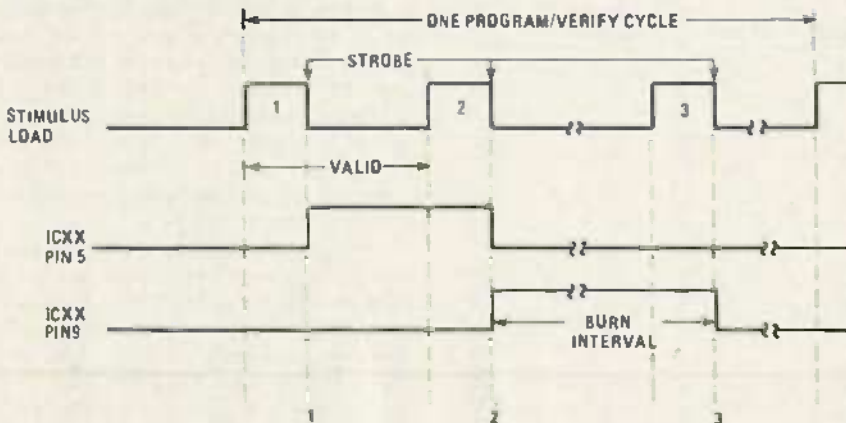 ONE PROGRAM/VERIFY CYCLE
STROBE
STIMULUS
LOAD
1
2
3
VALID
ICXX
PIN 5
ICXX
PIN9
BURN
INTERVAL
1
2
3